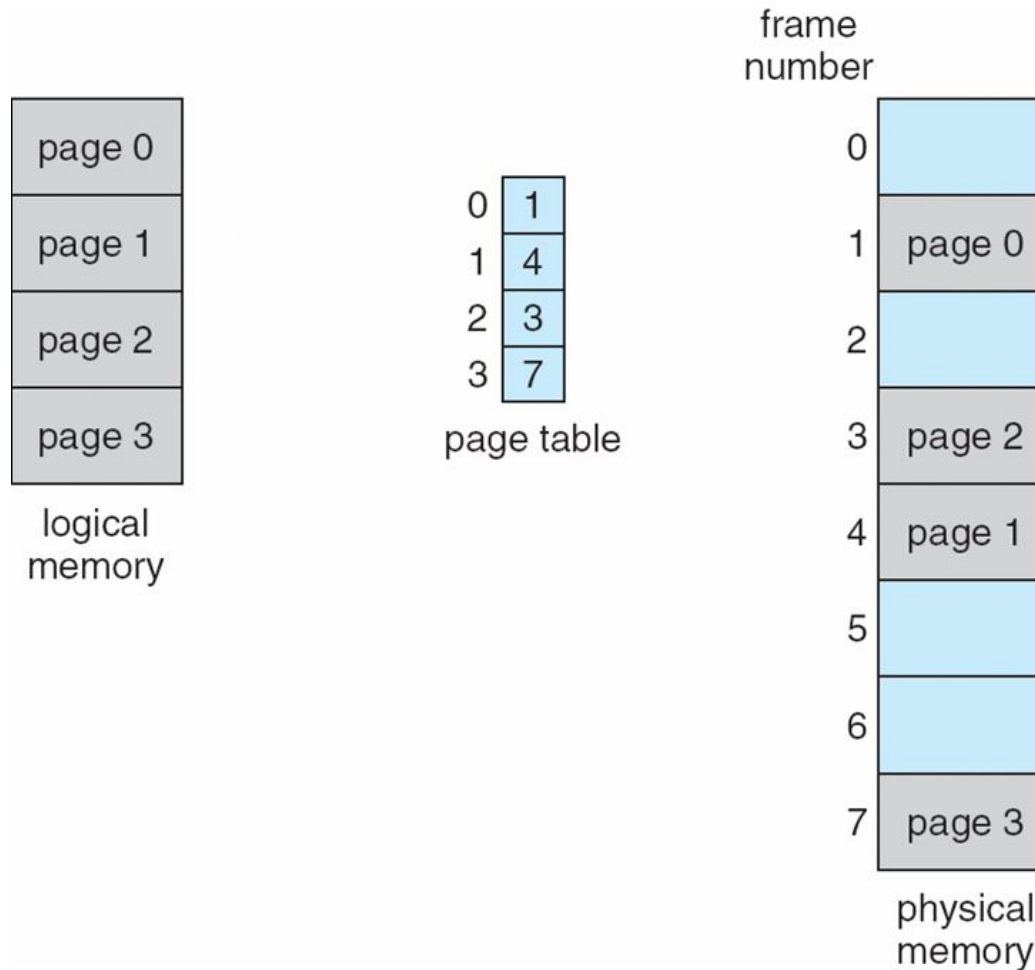 page 0
page 1
page 2
page 3
logical
memory
0 1
1 4
2 3
3 7
page table
frame
number
0
1 page 0
2
3 page 2
4 page 1
5
6
7 page 3
physical
memory